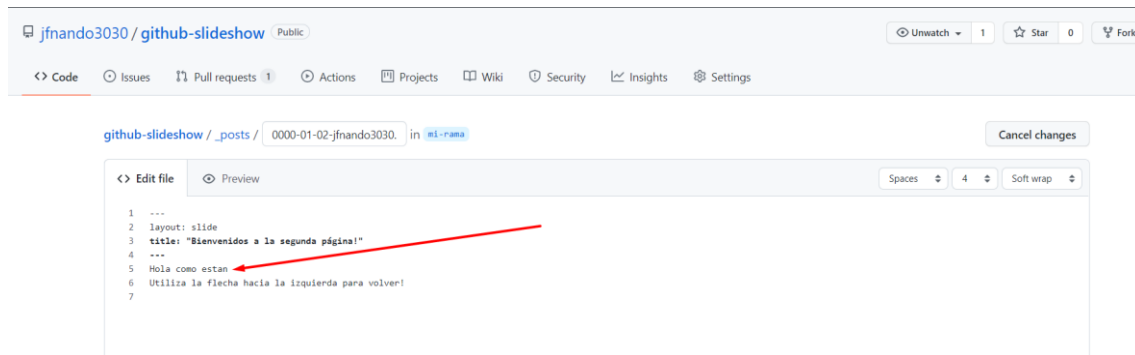 jfnando3030 / github-slideshow Public
Unwatch 1 Star 0 Fork
Code Issues Pull requests 1 Actions Projects Wiki Security Insights Settings
github-slideshow / _posts / 0000-01-02-jfnando3030. in mi-rama Cancel changes
<> Edit file Preview Spaces 4 Soft wrap
1 ---
2 layout: slide
3 title: "Bienvenidos a la segunda página!"
4 ---
5 Hola como estan
6 Utiliza la flecha hacia la izquierda para volver!
7